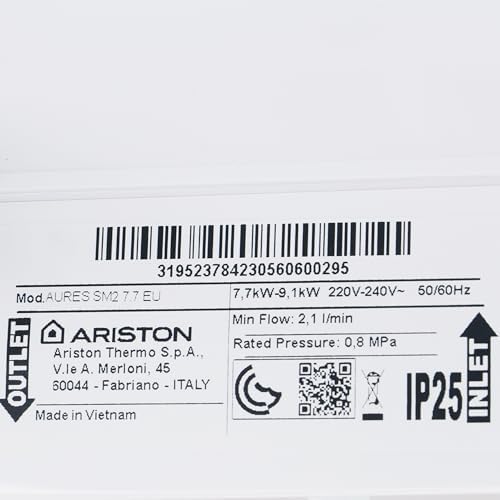 319523784230560600295
Mod.AURES SM2 7.7 EU
7,7kW-9,1kW 220V-240V~ 50/60Hz
OUTLET
ARISTON
Ariston Thermo S.p.A.,
V.le A. Merloni, 45
60044 - Fabriano - ITALY
Made in Vietnam
Min Flow: 2,1 l/min
Rated Pressure: 0,8 MPa
IP25
INLET